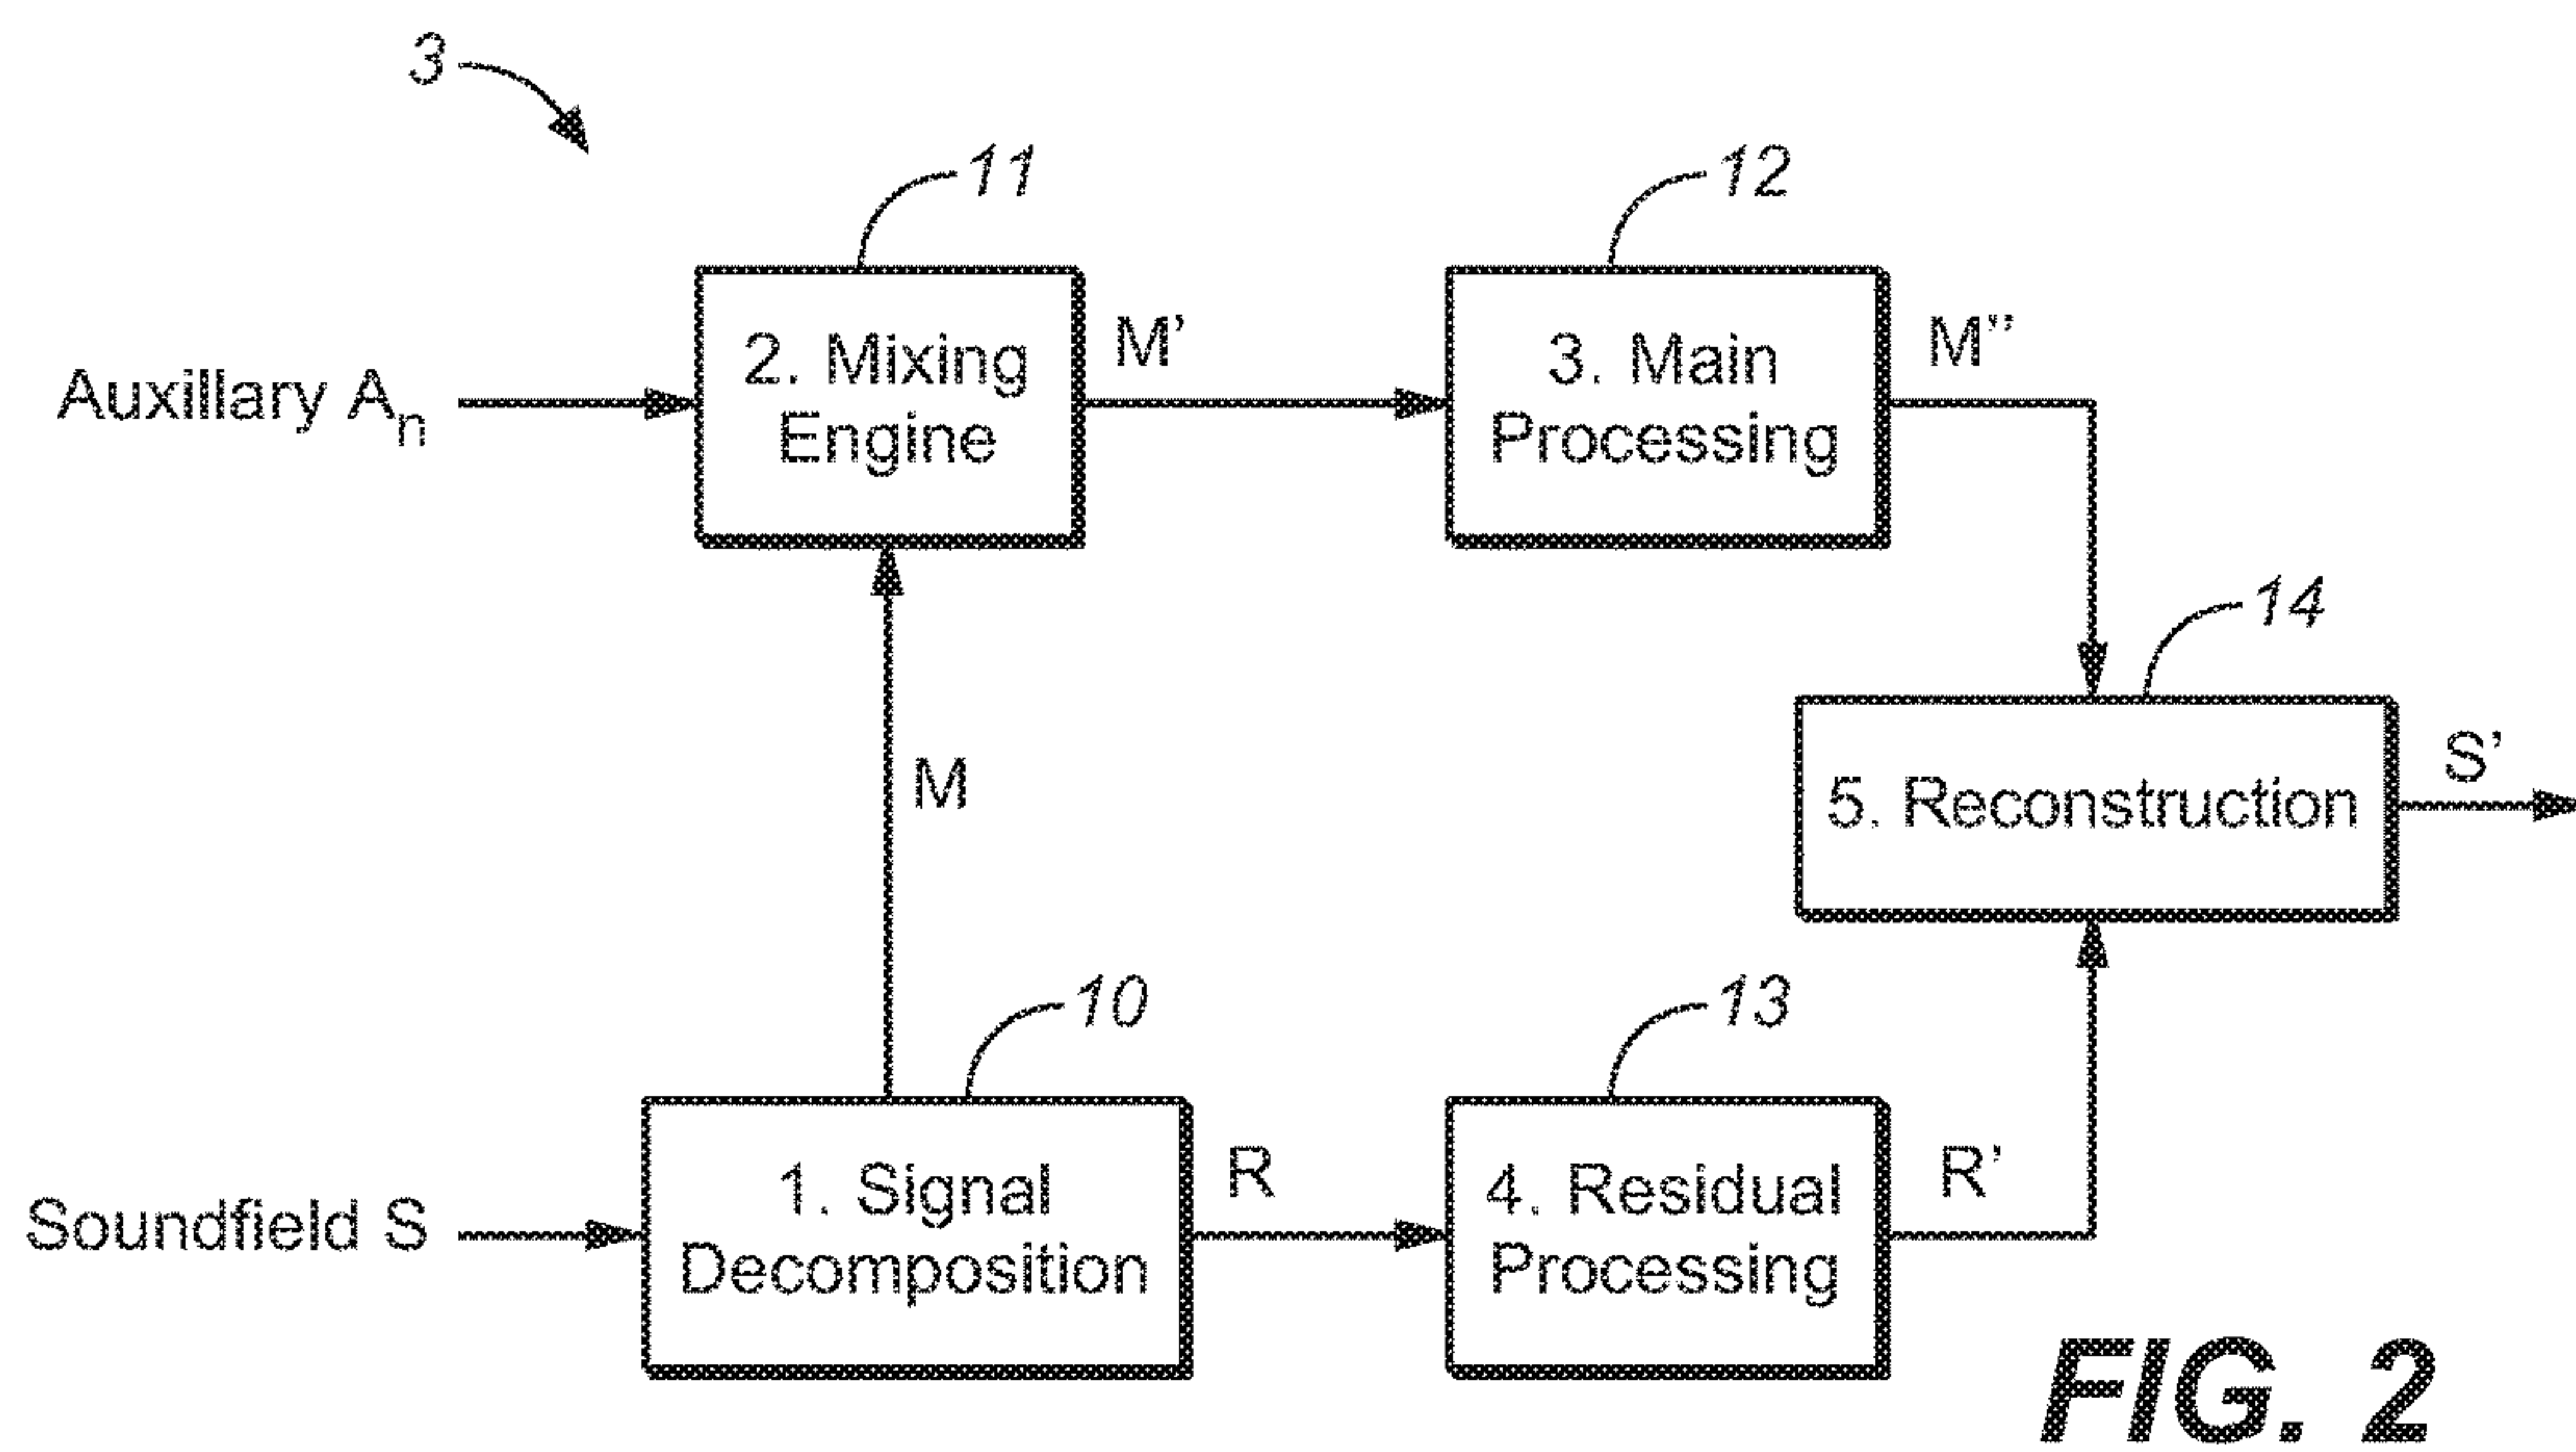 3
11
12
Auxillary An
2. Mixing
Engine
M’
3. Main
Processing
M’’
14
M
5. Reconstruction
S’
10
13
Soundfield S
1. Signal
Decomposition
R
4. Residual
Processing
R’
FIG. 2